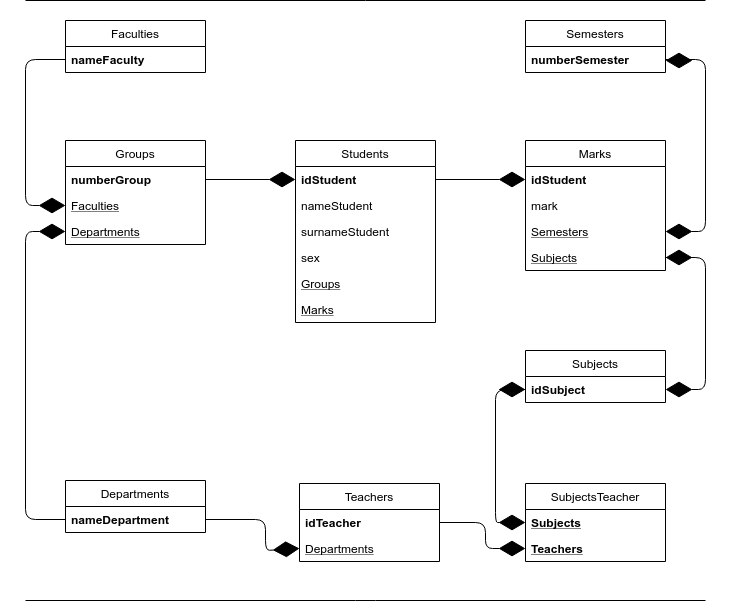 Faculties
nameFaculty
Semesters
numberSemester
Groups
numberGroup
Faculties
Departments
Students
idStudent
nameStudent
surnameStudent
sex
Groups
Marks
Marks
idStudent
mark
Semesters
Subjects
Subjects
idSubject
Departments
nameDepartment
Teachers
idTeacher
Departments
SubjectsTeacher
Subjects
Teachers